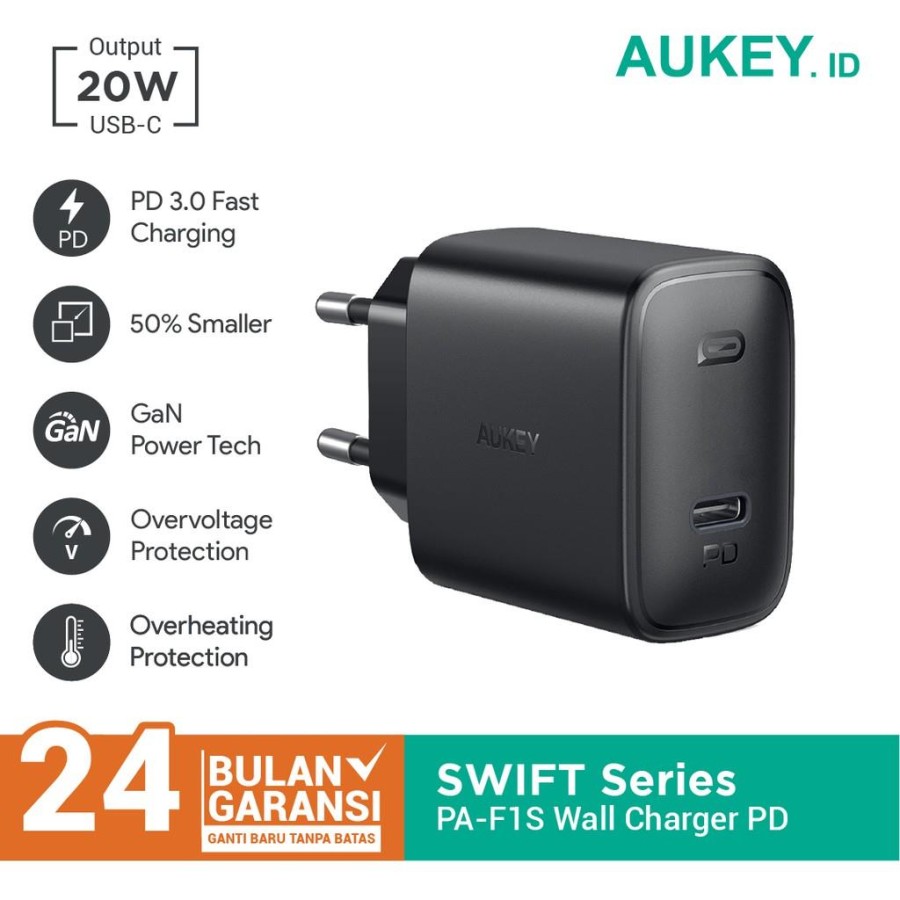 Output
20W
USB-C
AUKEY. ID
PD
PD 3.0 Fast
Charging
50% Smaller
GaN
GaN
Power Tech
V
Overvoltage
Protection
Overheating
Protection
AUKEY
PD
24
BULAN
GARANSI
GANTI BARU TANPA BATAS
SWIFT Series
PA-F1S Wall Charger PD